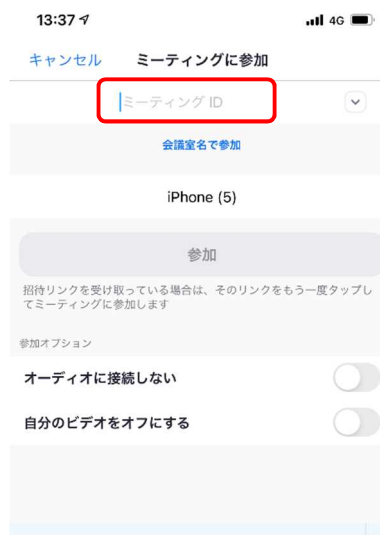 13:37
4G
キャンセル ミーティングに参加
ミーティング ID
会議室名で参加
iPhone (5)
参加
招待リンクを受け取っている場合は、そのリンクをもう一度タップし
てミーティングに参加します
参加オプション
オーディオに接続しない
自分のビデオをオフにする